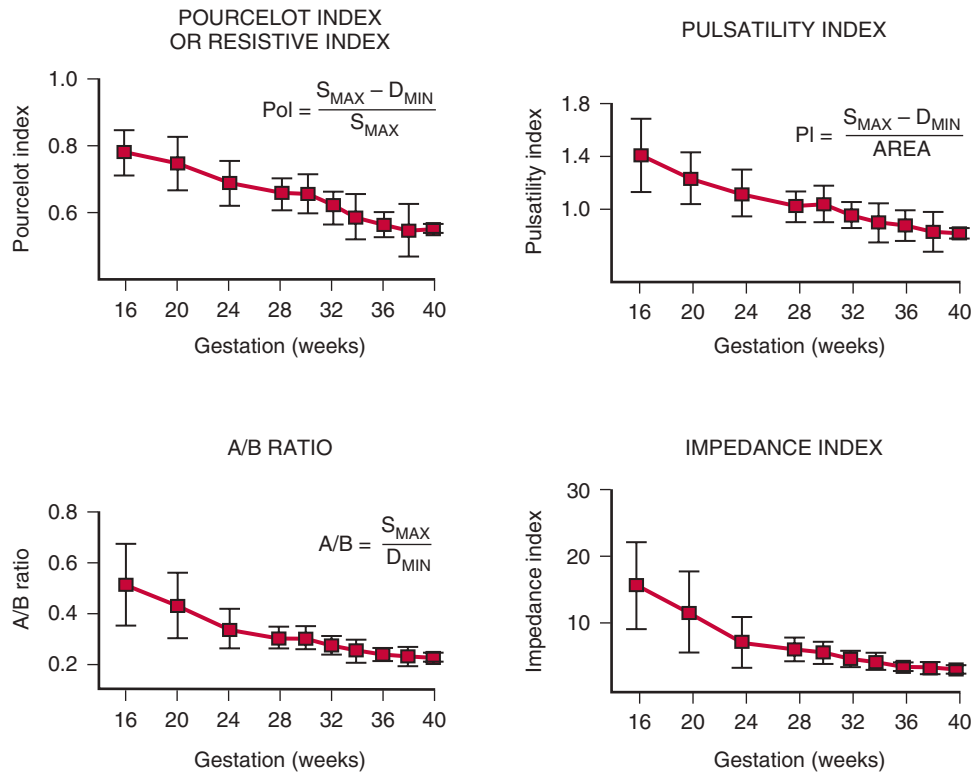 POURCELOT INDEX
OR RESISTIVE INDEX
Pourcelot index
1.0
0.8
0.6
Pol = S_MAX – D_MIN
S_MAX
16 20 24 28 32 36 40
Gestation (weeks)
PULSATILITY INDEX
Pulsatility index
1.8
1.4
1.0
PI = S_MAX – D_MIN
AREA
16 20 24 28 32 36 40
Gestation (weeks)
A/B RATIO
A/B ratio
0.8
0.6
0.4
0.2
A/B = S_MAX
D_MIN
16 20 24 28 32 36 40
Gestation (weeks)
IMPEDANCE INDEX
Impedance index
30
20
10
16 20 24 28 32 36 40
Gestation (weeks)